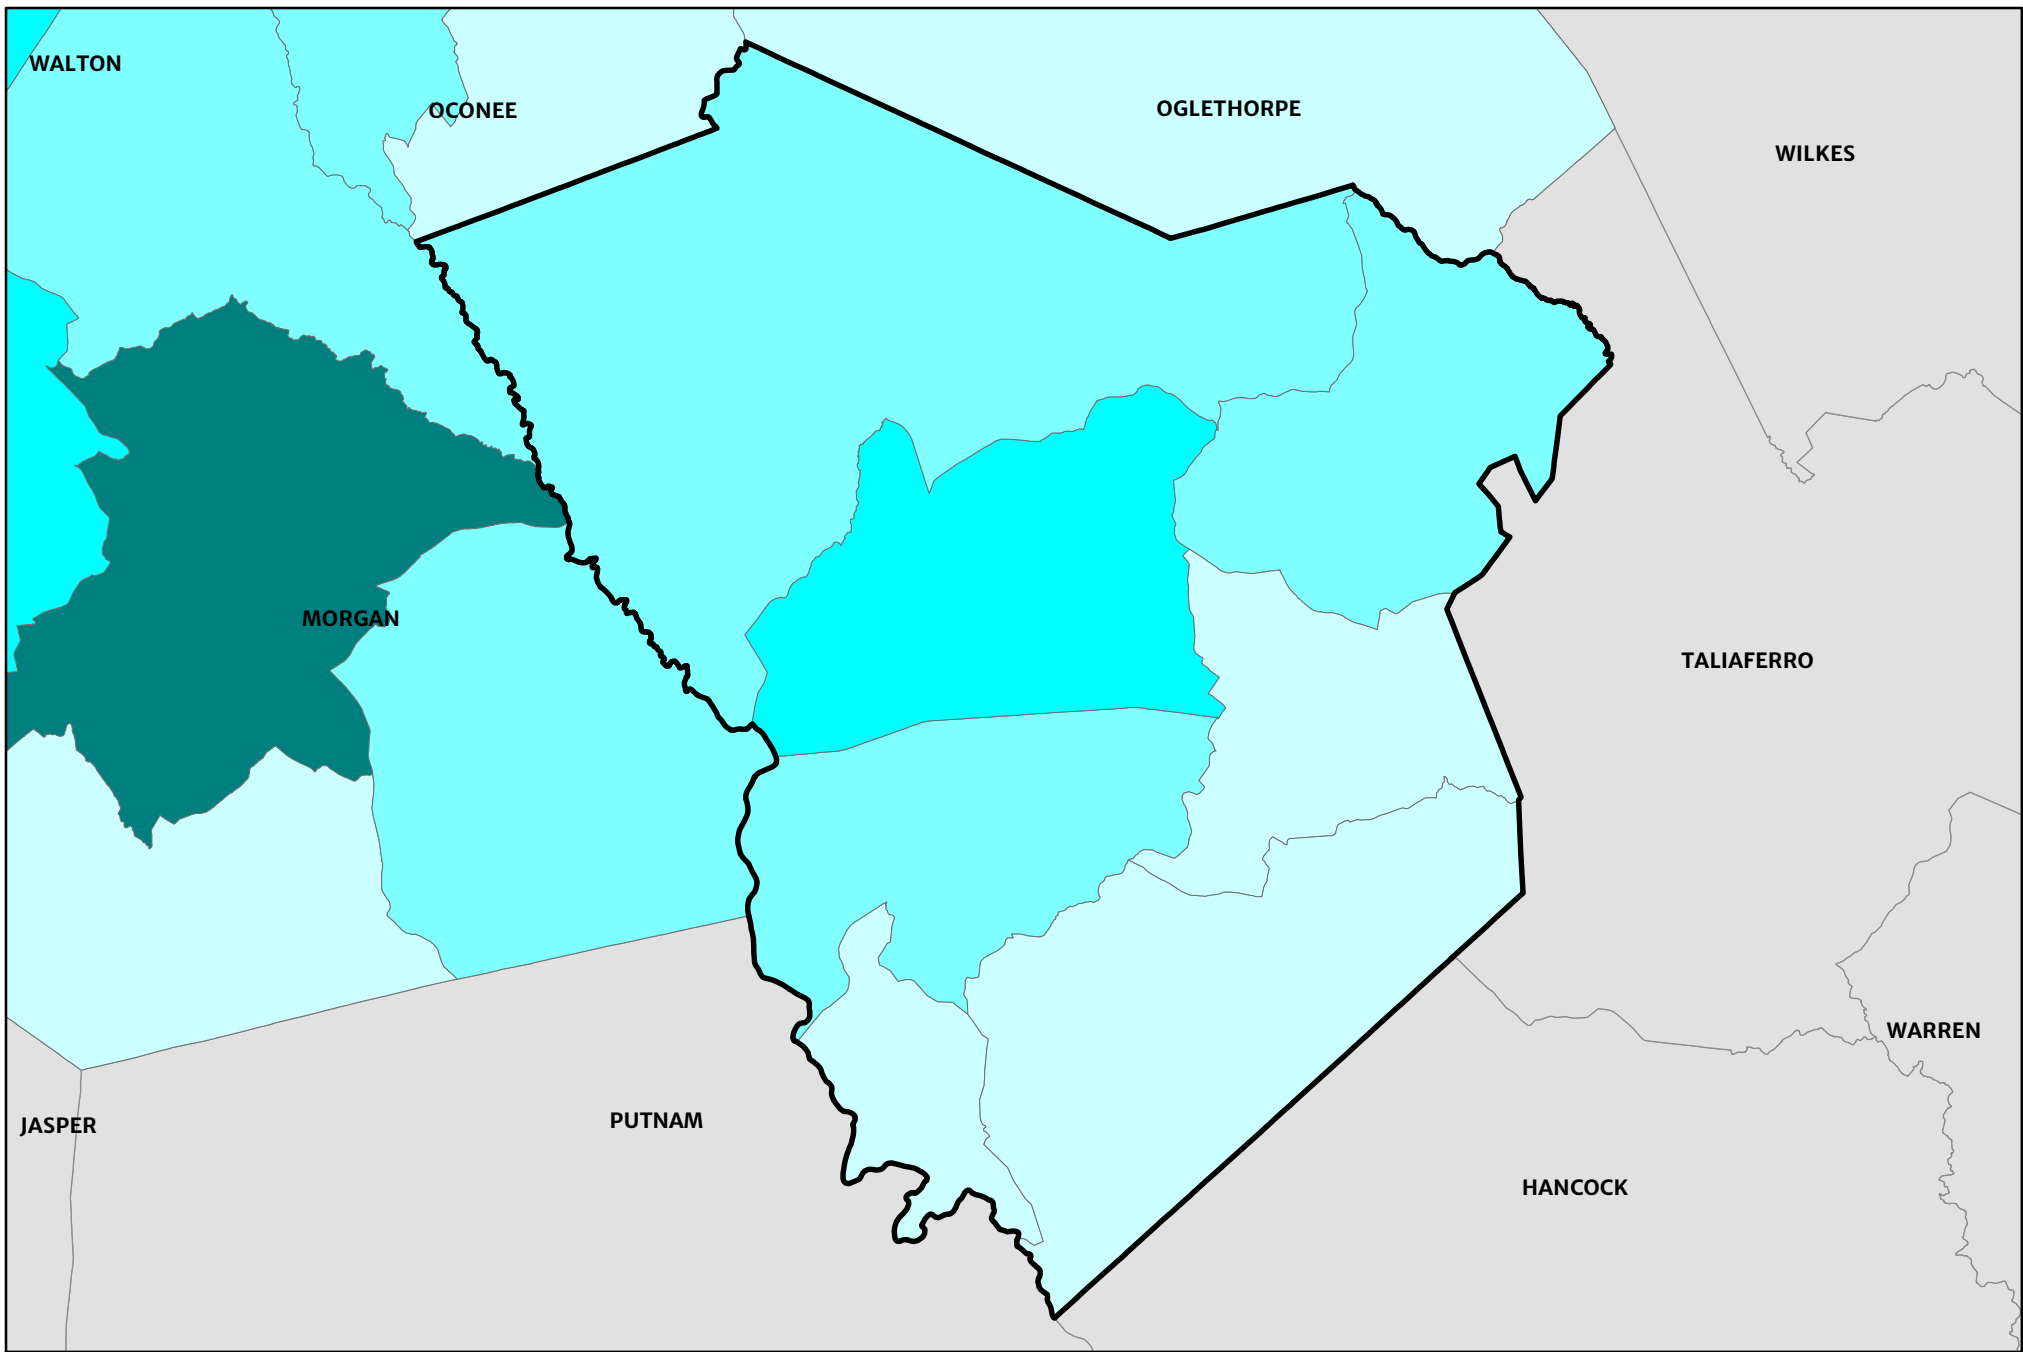 WALTON
OCONEE
OGLETHORPE
WILKES
MORGAN
TALIAFERRO
WARREN
JASPER
PUTNAM
HANCOCK